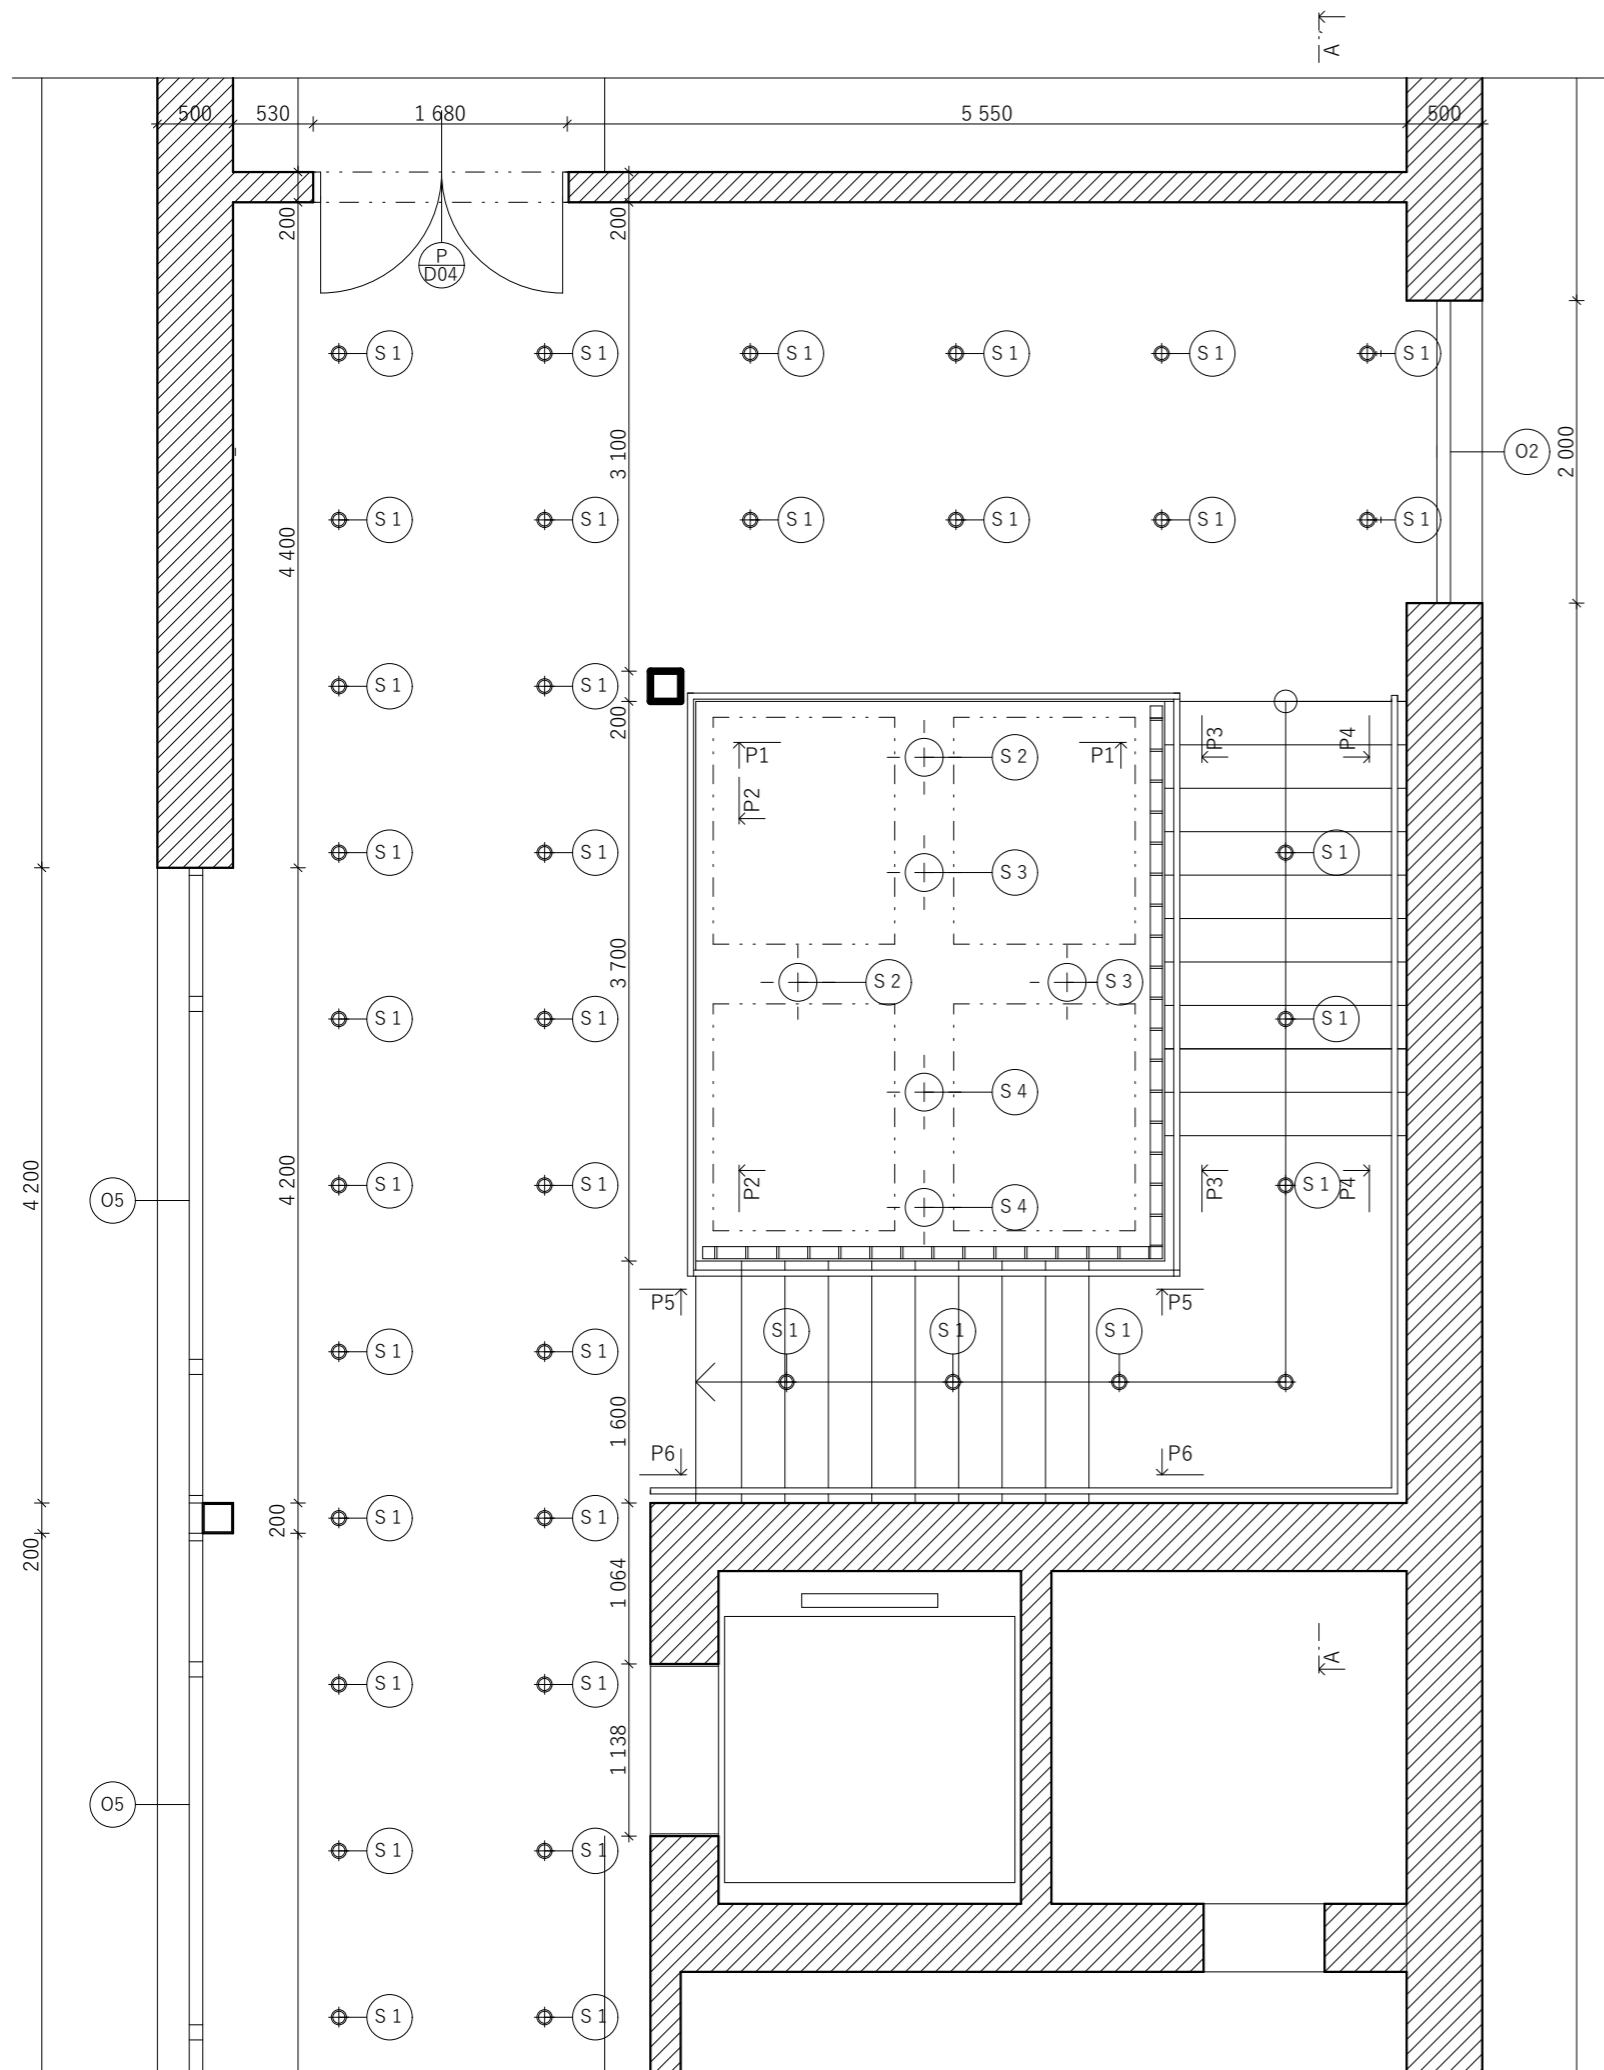 A
500 530 1 680 5 550 500
200 200
P
D04
S 1 S 1 S 1 S 1 S 1 S 1
3 100 O2 2 000
S 1 S 1 S 1 S 1 S 1 S 1
4 400
S 1 S 1
200
P1 S 2 P1 P3 P4
P2
S 1 S 1 S 3 S 1
3 700
S 2 S 3
S 1 S 1 S 1
S 4
4 200 4 200
S 1 S 1 P2 P3 S 1 P4
O5
S 4
P5 P5
S 1 S 1 S 1
S 1 S 1
1 600
P6 P6
S 1 S 1
200 200
1 064
A
S 1 S 1
1 138
O5
S 1 S 1
S 1 S 1